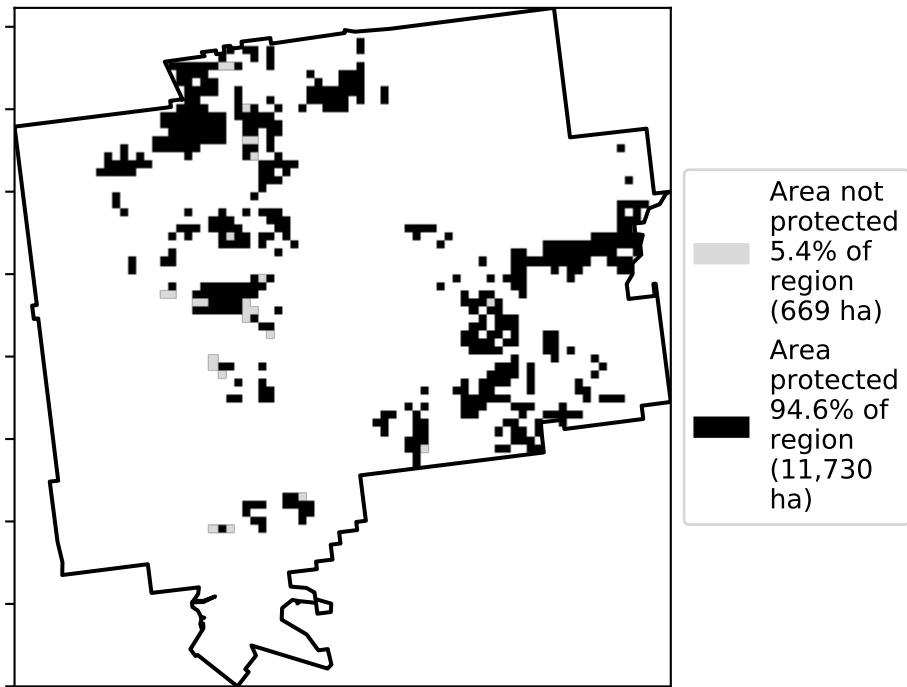 Area not
protected
5.4% of
region
(669 ha)
Area
protected
94.6% of
region
(11,730
ha)